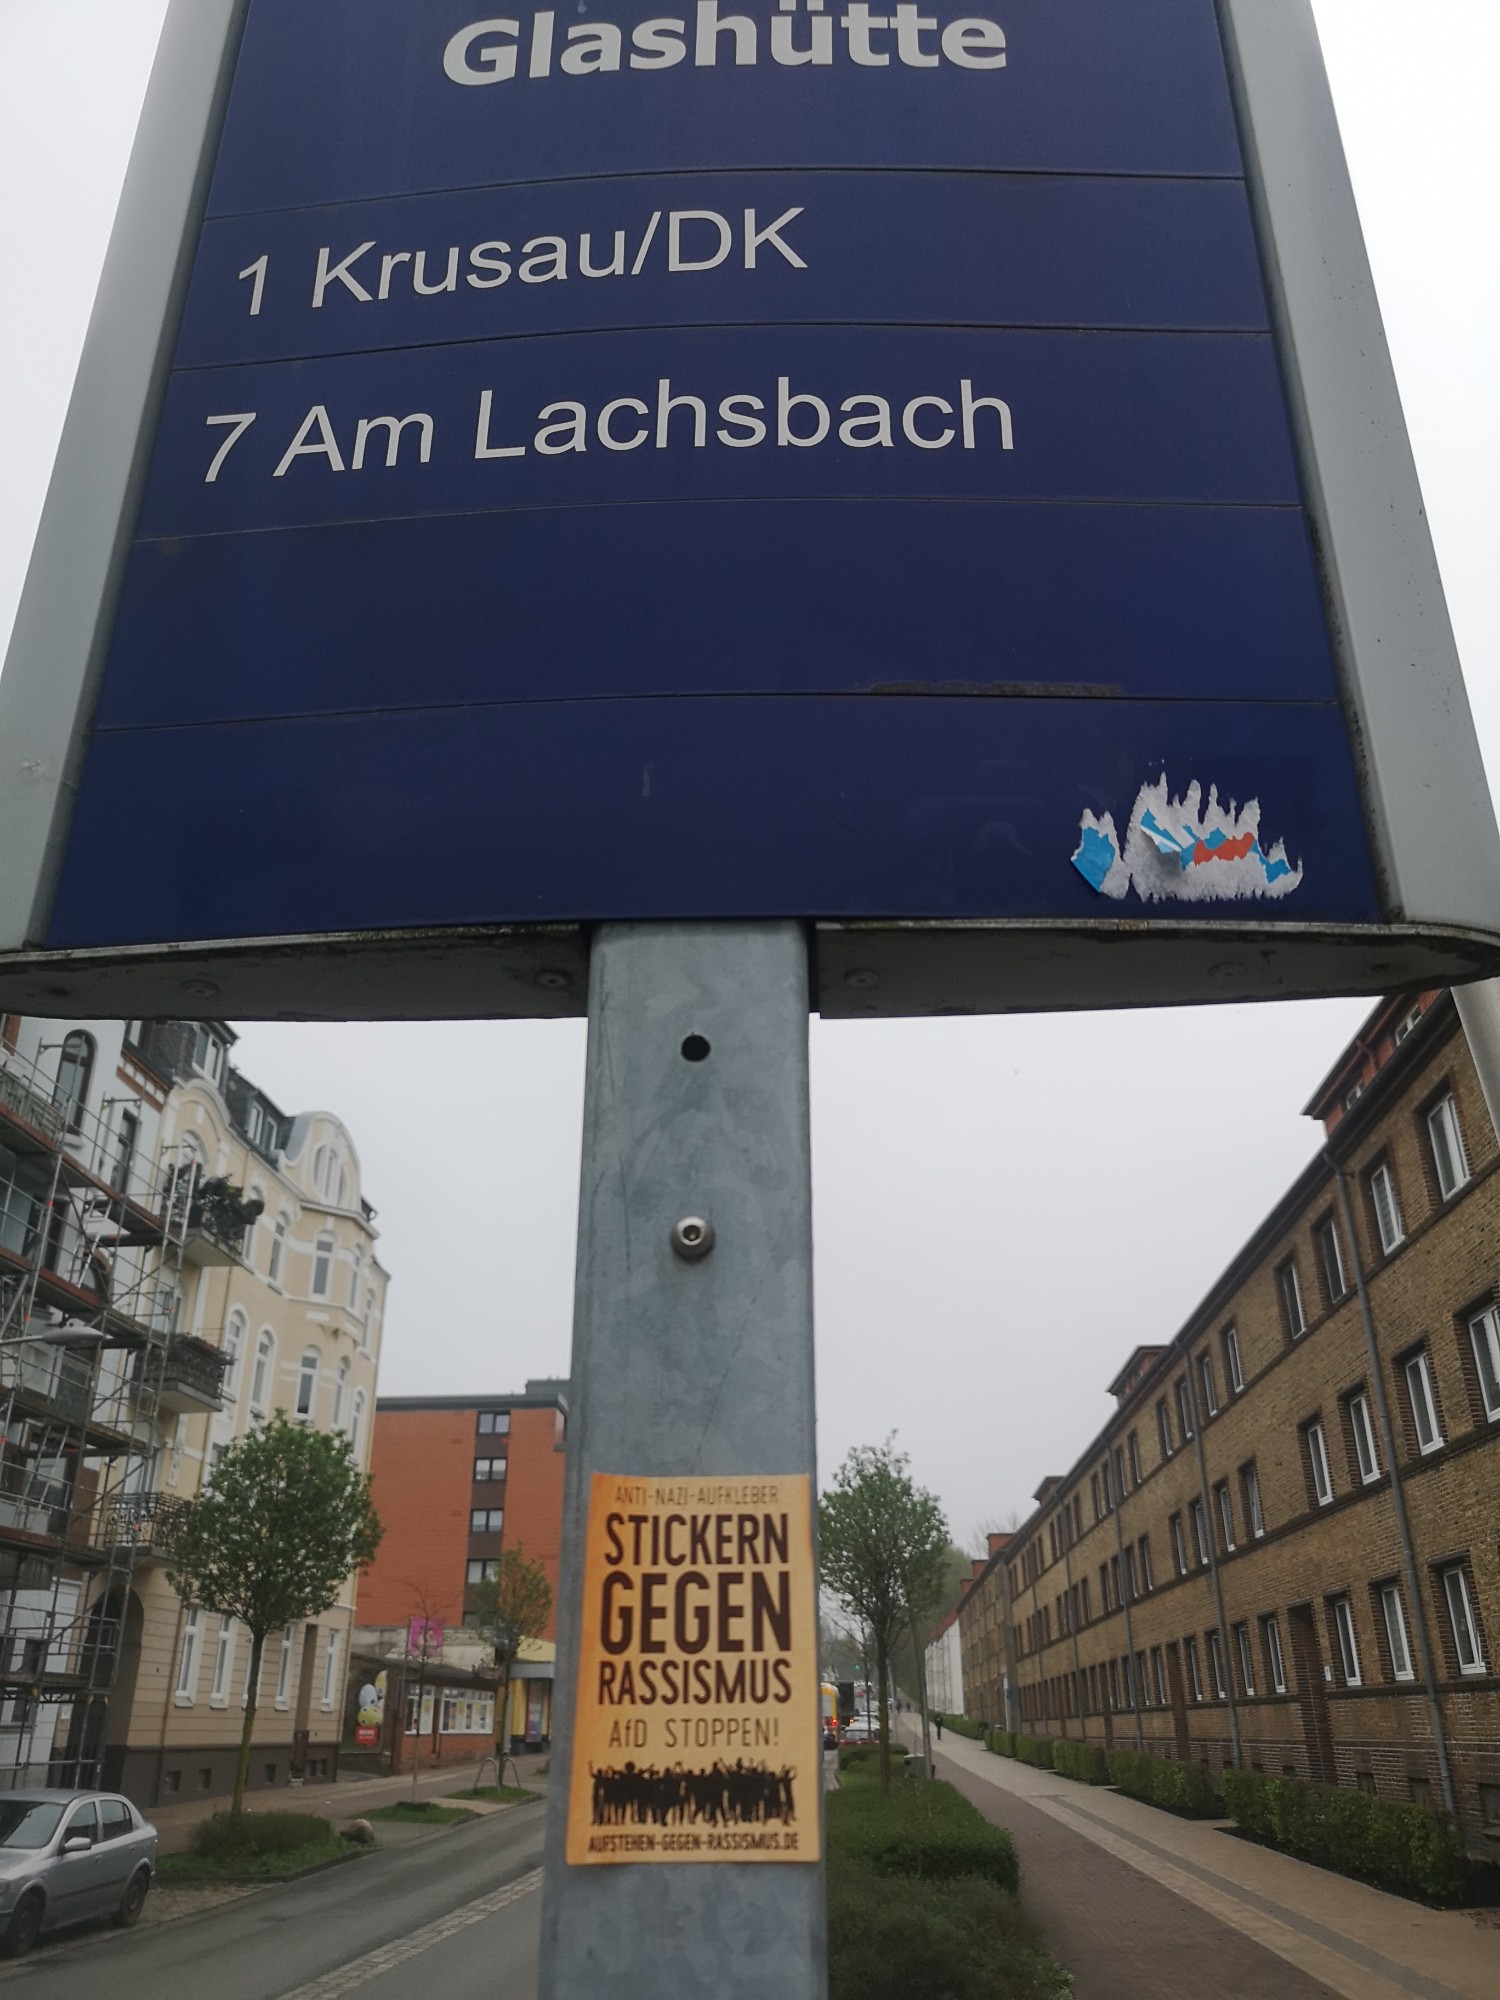 Glashütte
1 Krusau/DK
7 Am Lachsbach
ANTI-NAZI-AUFKLEBER
STICKERN
GEGEN
RASSISMUS
AfD STOPPEN!
AUFSTEHEN-GEGEN-RASSISMUS.DE